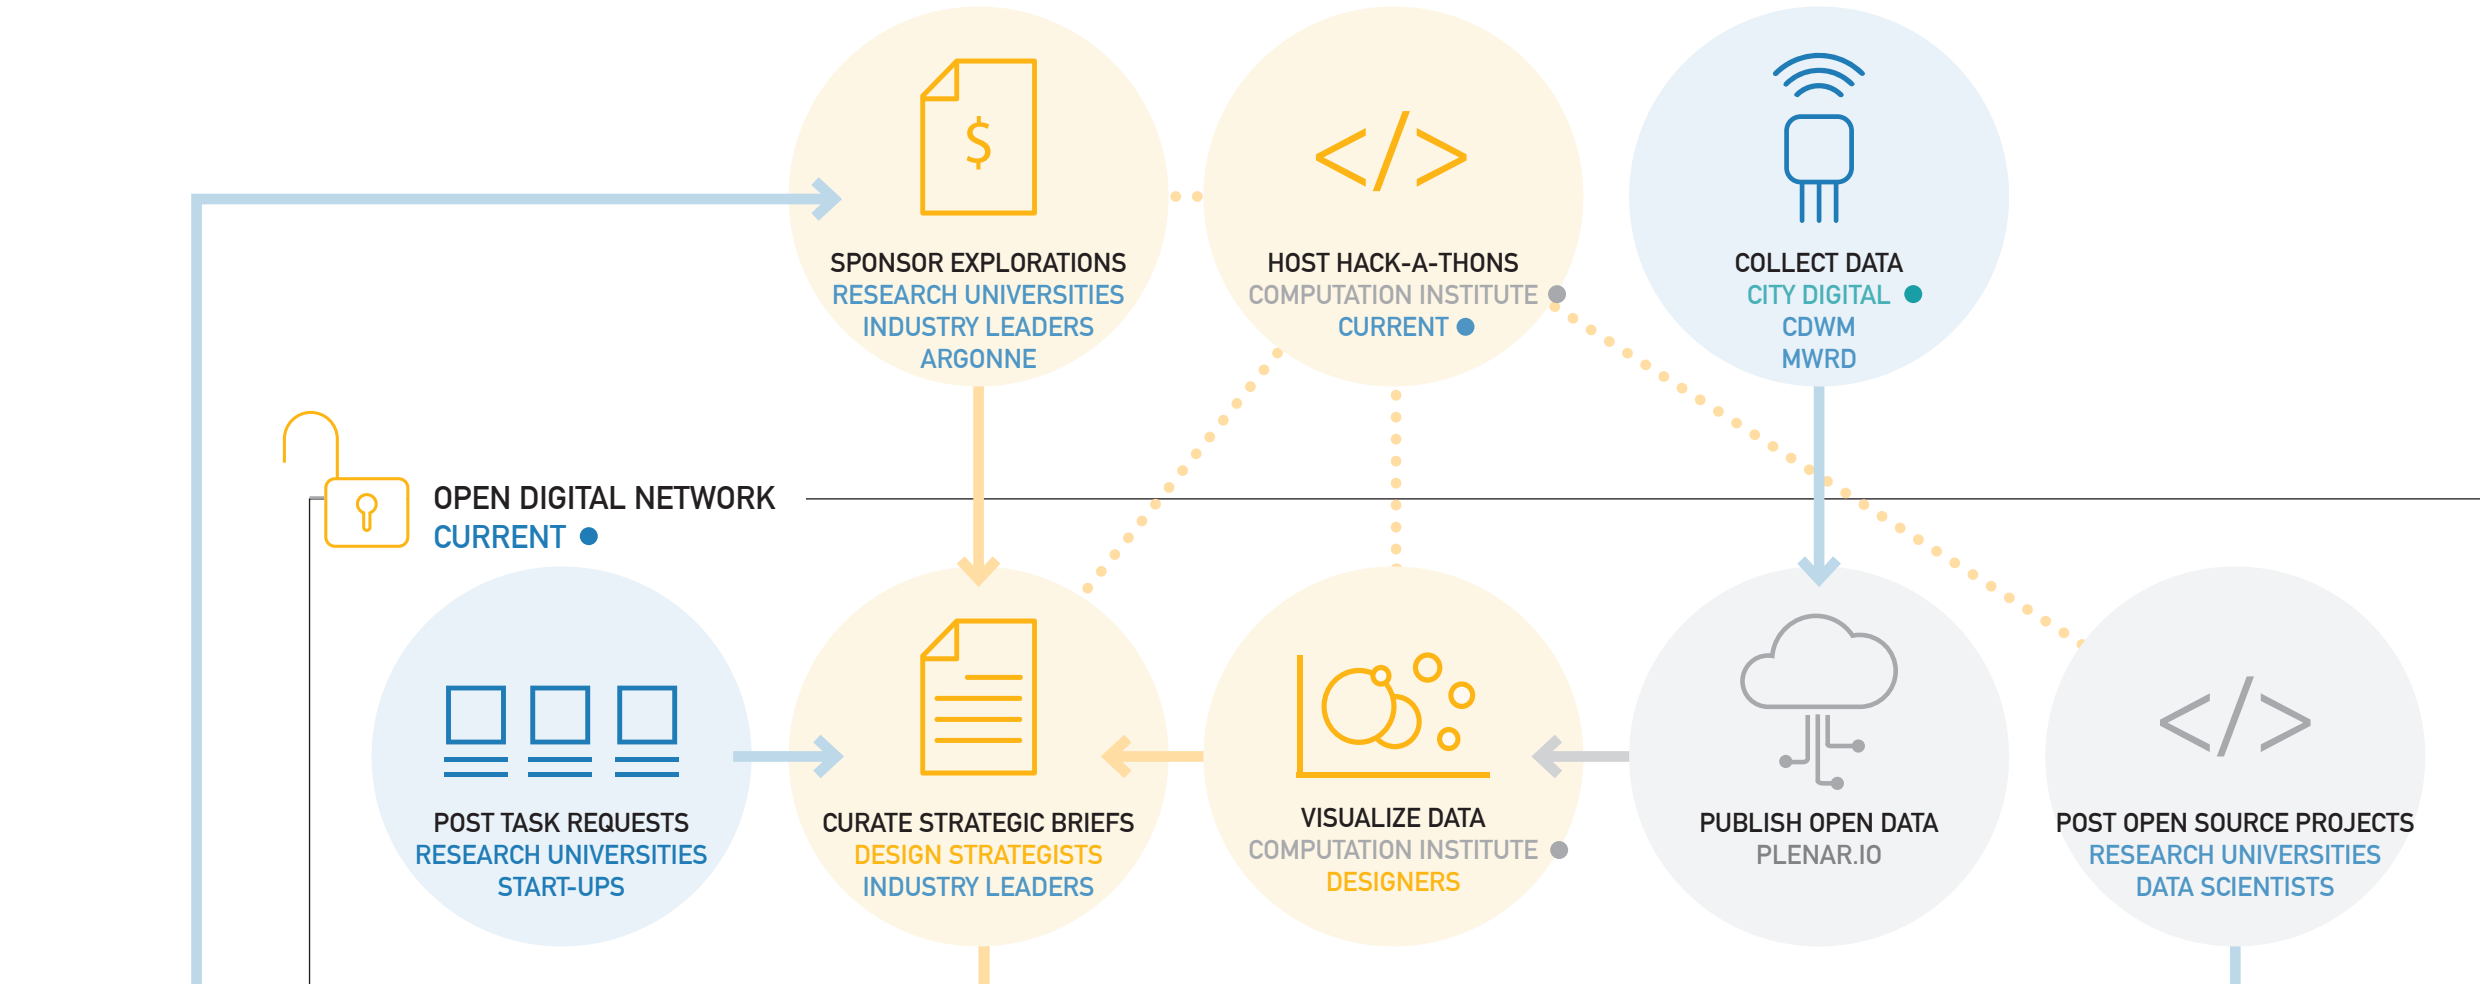 $
SPONSOR EXPLORATIONS
RESEARCH UNIVERSITIES
INDUSTRY LEADERS
ARGONNE
</>
HOST HACK-A-THONS
COMPUTATION INSTITUTE
CURRENT
COLLECT DATA
CITY DIGITAL
CDWM
MWRD
OPEN DIGITAL NETWORK
CURRENT
POST TASK REQUESTS
RESEARCH UNIVERSITIES
START-UPS
CURATE STRATEGIC BRIEFS
DESIGN STRATEGISTS
INDUSTRY LEADERS
VISUALIZE DATA
COMPUTATION INSTITUTE
DESIGNERS
PUBLISH OPEN DATA
PLENAR.IO
</>
POST OPEN SOURCE PROJECTS
RESEARCH UNIVERSITIES
DATA SCIENTISTS